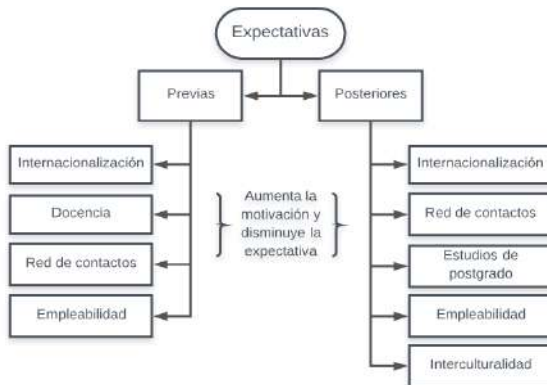 Expectativas
Previas
Posteriores
Internacionalización
Docencia
Red de contactos
Empleabilidad
Aumenta la
motivación y
disminuye la
expectativa
Internacionalización
Red de contactos
Estudios de
postgrado
Empleabilidad
Interculturalidad